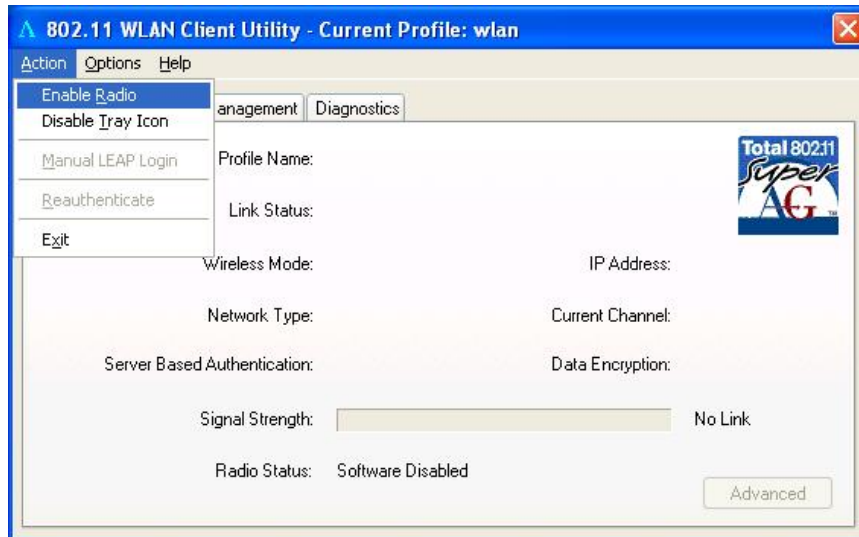 802.11 WLAN Client Utility - Current Profile: wlan
Action Options Help
Enable Radio
Disable Tray Icon
Manual LEAP Login
Reauthenticate
Exit
anagement Diagnostics
Total 802.11
Super
AG™
Profile Name:
Link Status:
Wireless Mode: IP Address:
Network Type: Current Channel:
Server Based Authentication: Data Encryption:
Signal Strength: No Link
Radio Status: Software Disabled
Advanced